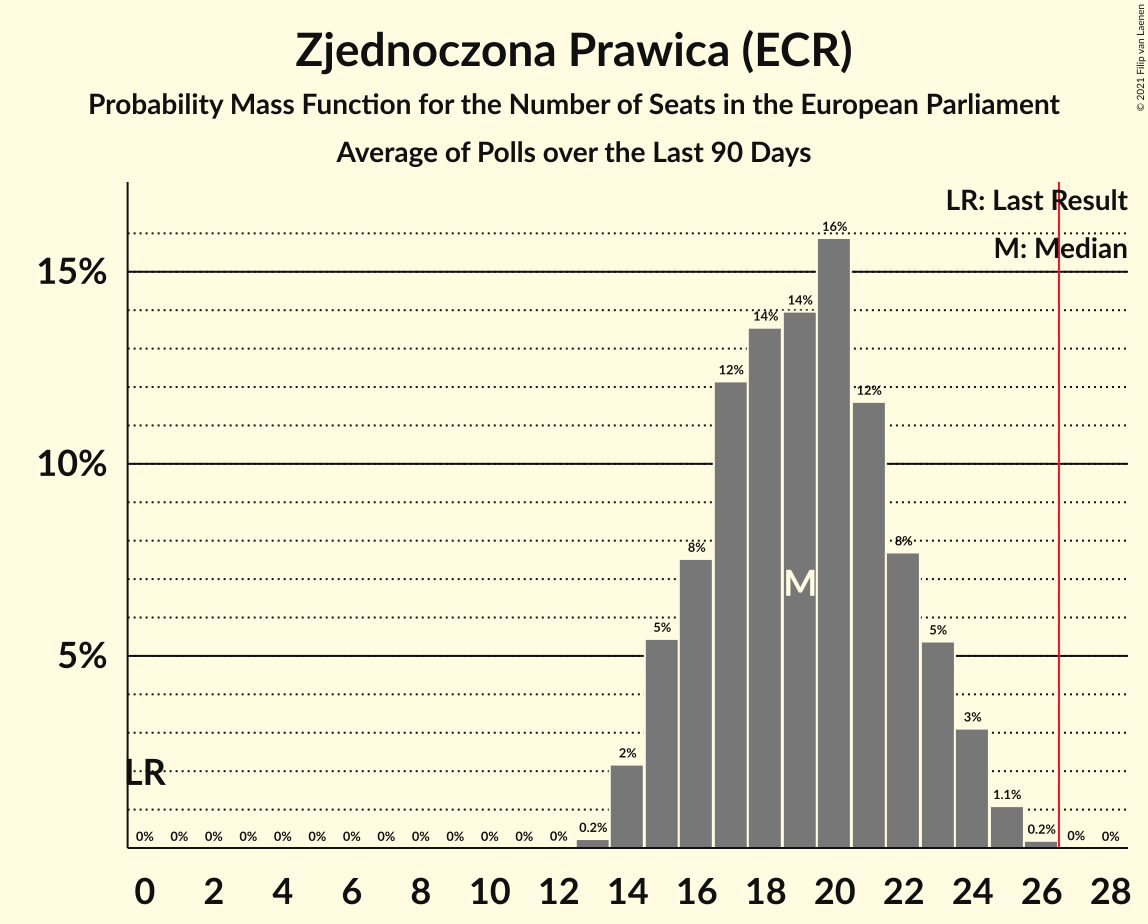 Zjednoczona Prawica (ECR)
Probability Mass Function for the Number of Seats in the European Parliament
Average of Polls over the Last 90 Days
© 2021 Filip van Laenen
LR: Last Result
M: Median
15%
10%
5%
16%
14%
14%
12%
12%
8%
8%
M
5%
5%
3%
2%
LR
1.1%
0% 0% 0% 0% 0% 0% 0% 0% 0% 0% 0% 0% 0% 0.2% 0.2% 0% 0%
0 2 4 6 8 10 12 14 16 18 20 22 24 26 28